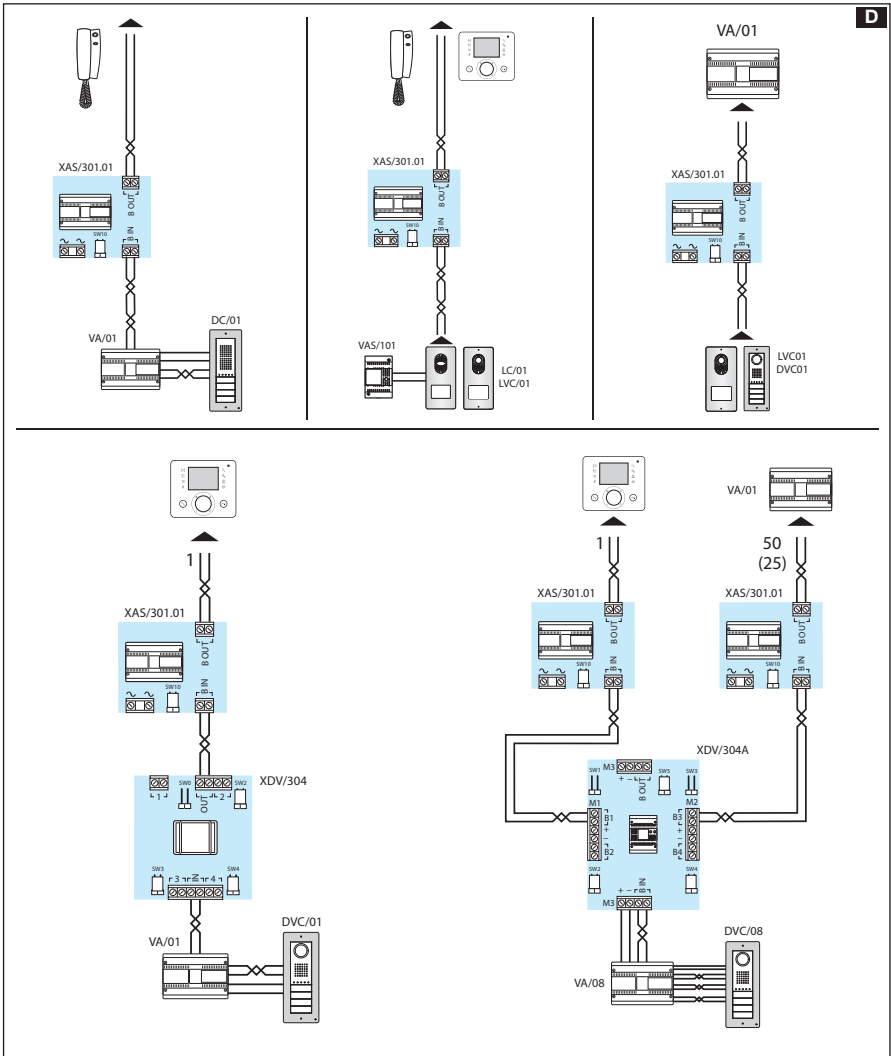 D
XAS/301.01
B OUT
B IN
SW10
VA/01
DC/01
XAS/301.01
B OUT
B IN
SW10
VAS/101
LC/01
LVC/01
VA/01
XAS/301.01
B OUT
B IN
SW10
LVC01
DVC01
1
XAS/301.01
B OUT
B IN
SW10
XDV/304
1
SW0
OUT
2
SW2
SW3
3
IN
4
SW4
VA/01
DVC/01
VA/01
1
50
(25)
XAS/301.01
B OUT
B IN
SW10
XAS/301.01
B OUT
B IN
SW10
XDV/304A
M3
+ -
B OUT
SW1
SW5
SW3
M1
B1
+
-
B2
M2
B3
+
-
B4
SW2
SW4
+ -
B IN
M3
VA/08
DVC/08